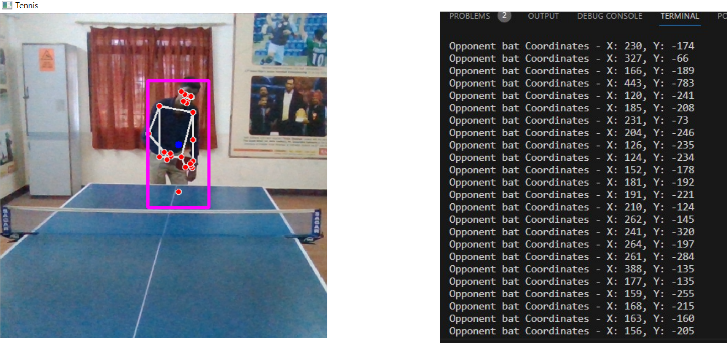 Tennis
PROBLEMS 2 OUTPUT DEBUG CONSOLE TERMINAL PO
Opponent bat Coordinates - X: 230, Y: -174
Opponent bat Coordinates - X: 327, Y: -66
Opponent bat Coordinates - X: 166, Y: -189
Opponent bat Coordinates - X: 443, Y: -783
Opponent bat Coordinates - X: 120, Y: -241
Opponent bat Coordinates - X: 185, Y: -208
Opponent bat Coordinates - X: 231, Y: -73
Opponent bat Coordinates - X: 204, Y: -246
Opponent bat Coordinates - X: 126, Y: -235
Opponent bat Coordinates - X: 124, Y: -234
Opponent bat Coordinates - X: 152, Y: -178
Opponent bat Coordinates - X: 181, Y: -192
Opponent bat Coordinates - X: 191, Y: -221
Opponent bat Coordinates - X: 210, Y: -124
Opponent bat Coordinates - X: 262, Y: -145
Opponent bat Coordinates - X: 241, Y: -320
Opponent bat Coordinates - X: 264, Y: -197
Opponent bat Coordinates - X: 261, Y: -284
Opponent bat Coordinates - X: 388, Y: -135
Opponent bat Coordinates - X: 177, Y: -135
Opponent bat Coordinates - X: 159, Y: -255
Opponent bat Coordinates - X: 168, Y: -215
Opponent bat Coordinates - X: 163, Y: -160
Opponent bat Coordinates - X: 156, Y: -205